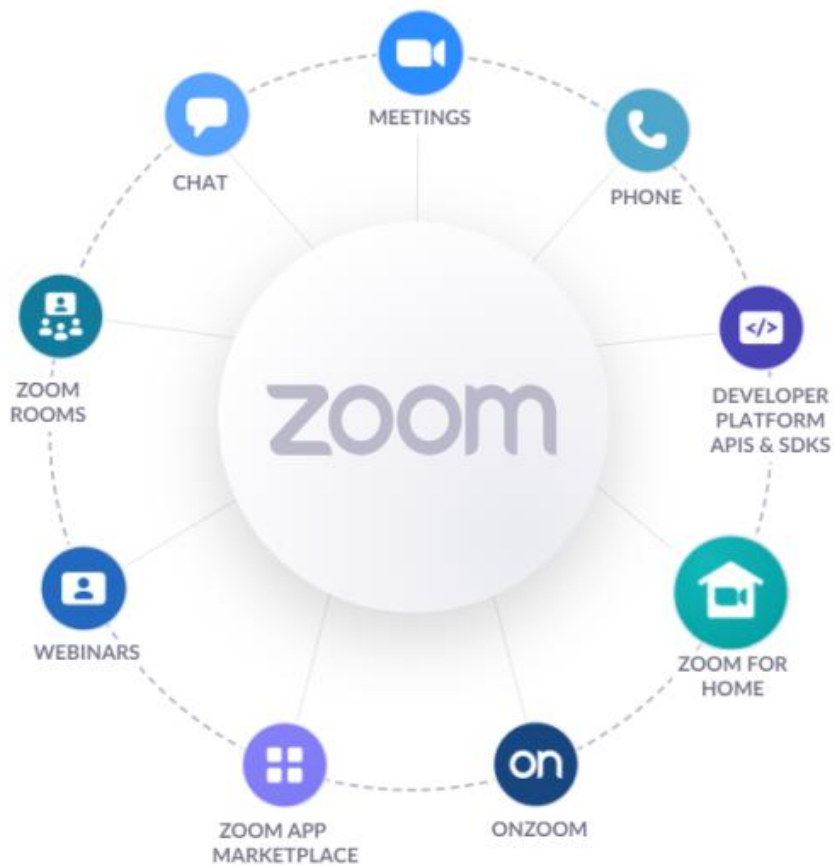 MEETINGS
PHONE
DEVELOPER
PLATFORM
APIS & SDKS
ZOOM FOR
HOME
on
ONZOOM
ZOOM APP
MARKETPLACE
WEBINARS
ZOOM
ROOMS
CHAT
zoom